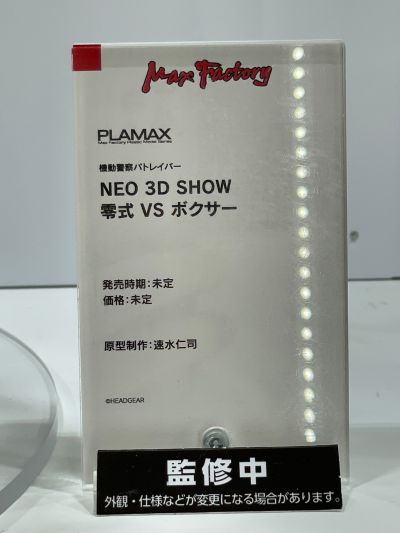 Max Factory
PLAMAX
Max Factory Plastic Model Series
機動警察パトレイバー
NEO 3D SHOW
零式 VS ボクサー
発売時期：未定
価格：未定
原型制作：速水仁司
©HEADGEAR
監修中
外観・仕様などが変更になる場合があります。